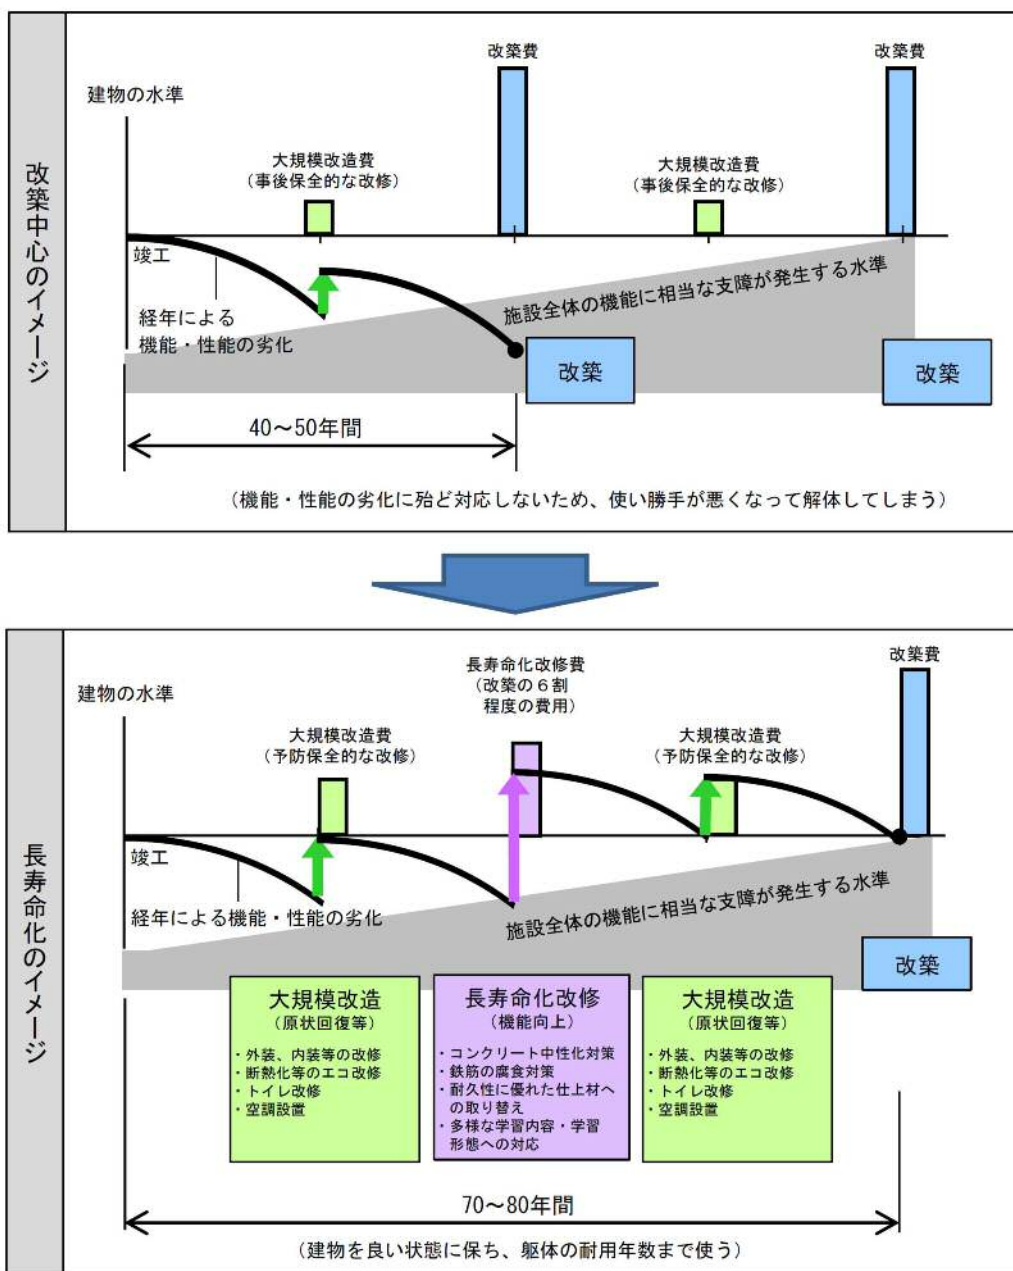 改築中心のイメージ
改築費
改築費
建物の水準
大規模改造費
（事後保全的な改修）
大規模改造費
（事後保全的な改修）
竣工
経年による
機能・性能の劣化
施設全体の機能に相当な支障が発生する水準
改築
改築
40～50年間
（機能・性能の劣化に殆ど対応しないため、使い勝手が悪くなって解体してしまう）
長寿命化のイメージ
長寿命化改修費
（改築の６割
程度の費用）
改築費
建物の水準
大規模改造費
（予防保全的な改修）
大規模改造費
（予防保全的な改修）
竣工
経年による機能・性能の劣化
施設全体の機能に相当な支障が発生する水準
改築
大規模改造
（原状回復等）
・外装、内装等の改修
・断熱化等のエコ改修
・トイレ改修
・空調設置
長寿命化改修
（機能向上）
・コンクリート中性化対策
・鉄筋の腐食対策
・耐久性に優れた仕上材へ
の取り替え
・多様な学習内容・学習
形態への対応
大規模改造
（原状回復等）
・外装、内装等の改修
・断熱化等のエコ改修
・トイレ改修
・空調設置
70～80年間
（建物を良い状態に保ち、躯体の耐用年数まで使う）